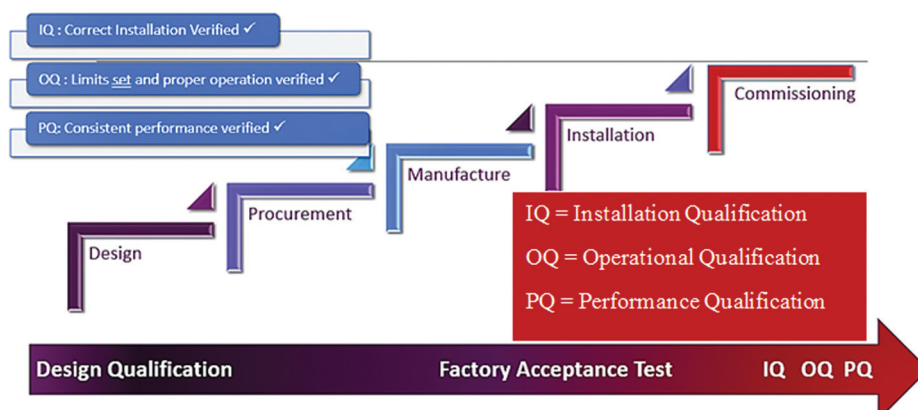 IQ : Correct Installation Verified ✓
OQ : Limits set and proper operation verified ✓
PQ: Consistent performance verified ✓
Design
Procurement
Manufacture
Installation
Commissioning
IQ = Installation Qualification
OQ = Operational Qualification
PQ = Performance Qualification
Design Qualification Factory Acceptance Test IQ OQ PQ